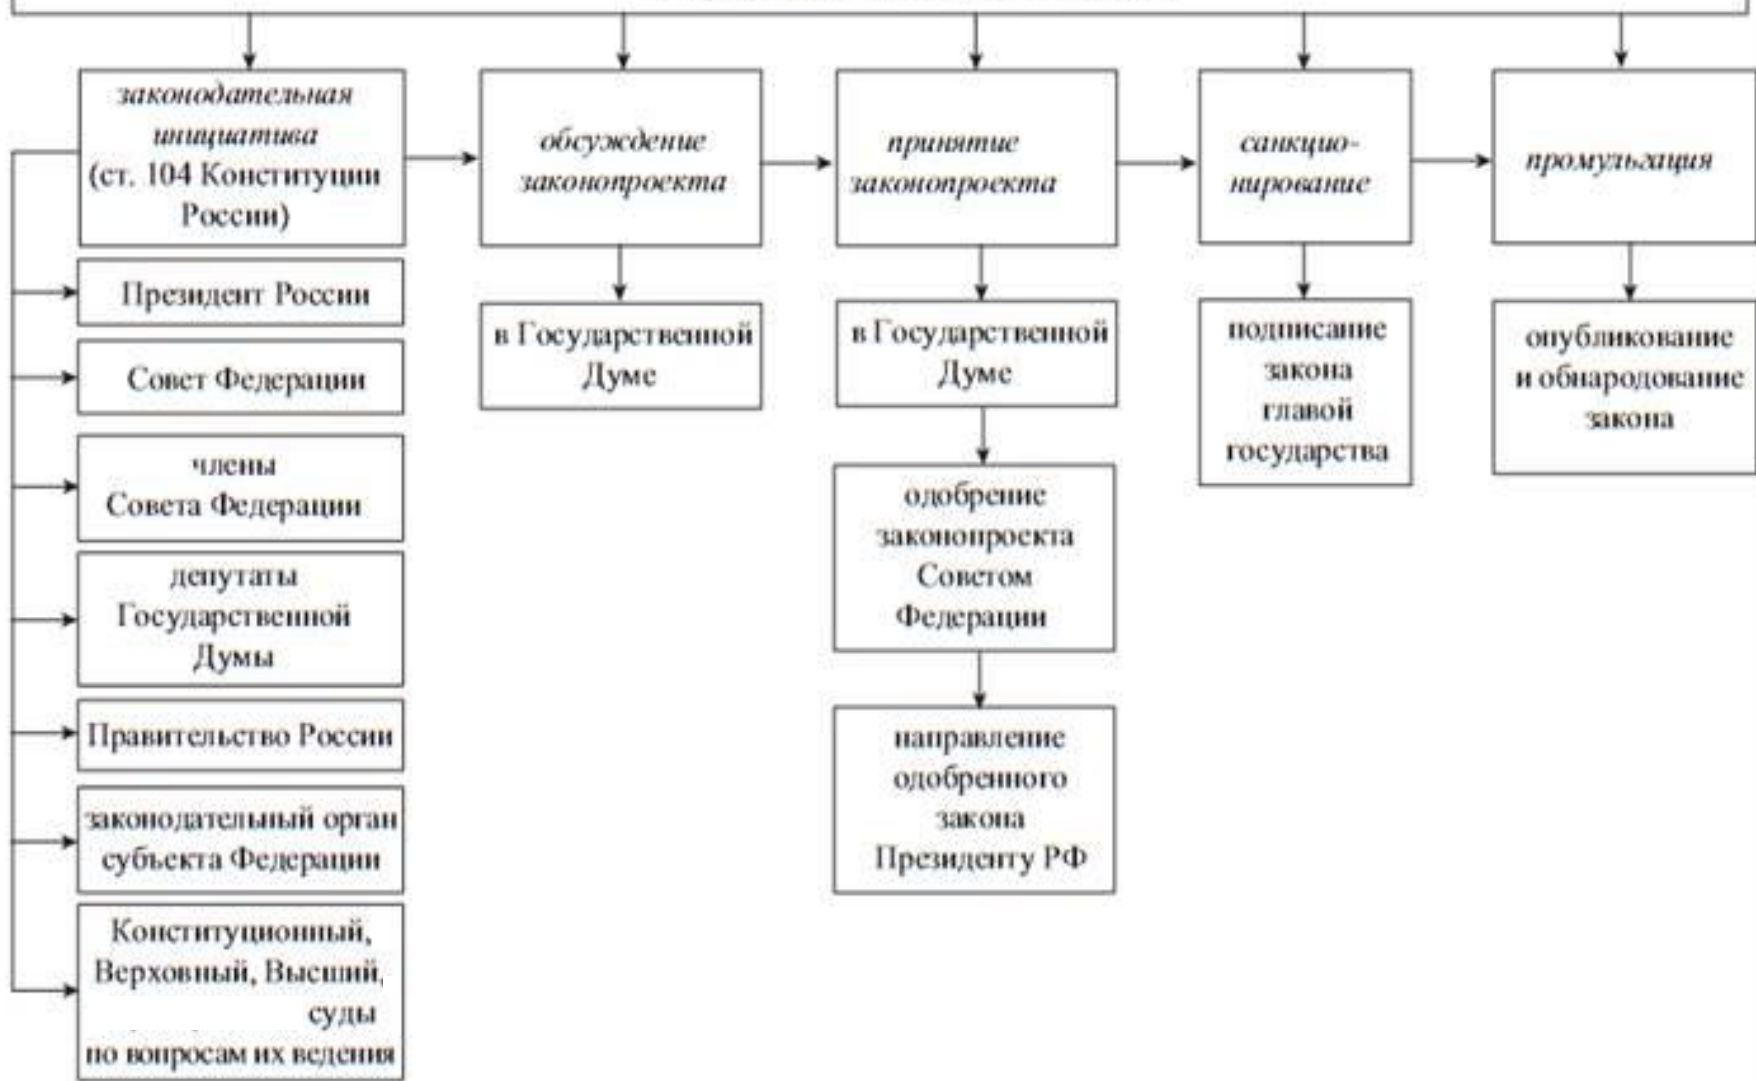 законодательная
инициатива
(ст. 104 Конституции
России)
обсуждение
законопроекта
принятие
законопроекта
санкцио-
нирование
промульгация
Президент России
Совет Федерации
члены
Совета Федерации
депутаты
Государственной
Думы
Правительство России
законодательный орган
субъекта Федерации
Конституционный,
Верховный, Высший,
суды
по вопросам их ведения
в Государственной
Думе
в Государственной
Думе
одобрение
законопроекта
Советом
Федерации
направление
одобренного
закона
Президенту РФ
подписание
закона
главой
государства
опубликование
и обнародование
закона